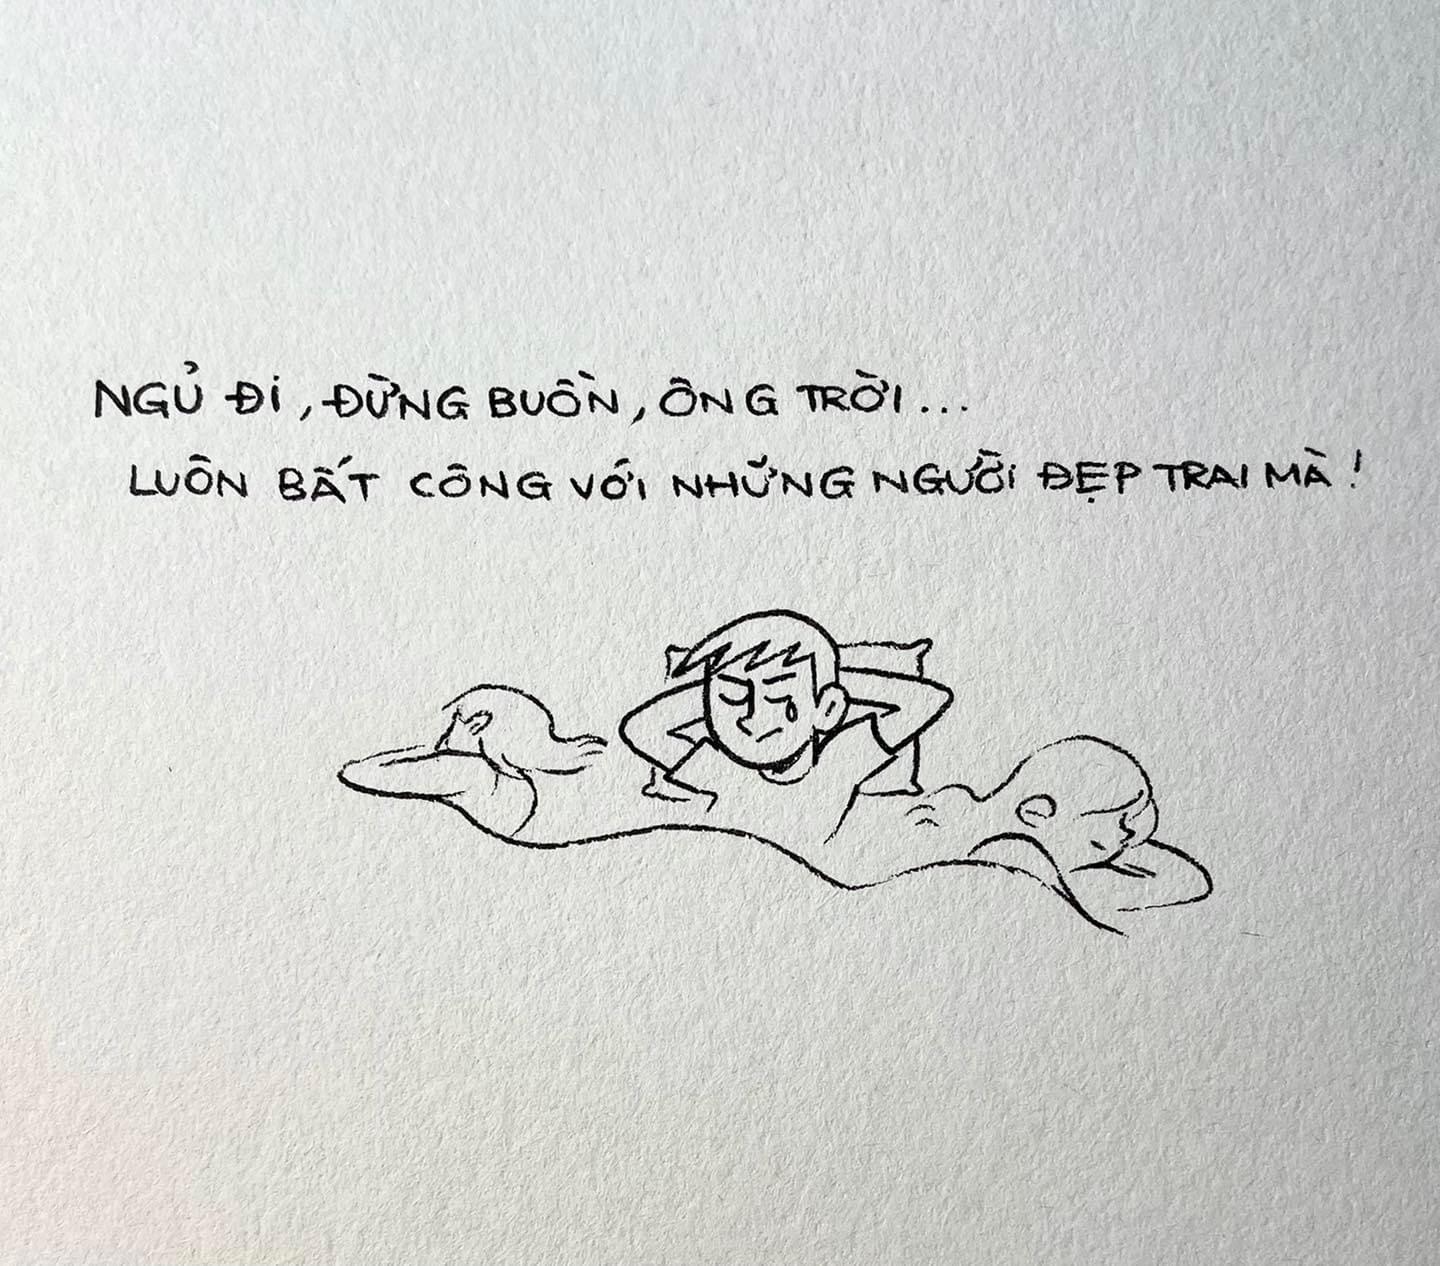 NGỦ ĐI, ĐỪNG BUỒN, ÔNG TRỜI...
LUÔN BẤT CÔNG VỚI NHỮNG NGƯỜI ĐẸP TRAI MÀ!